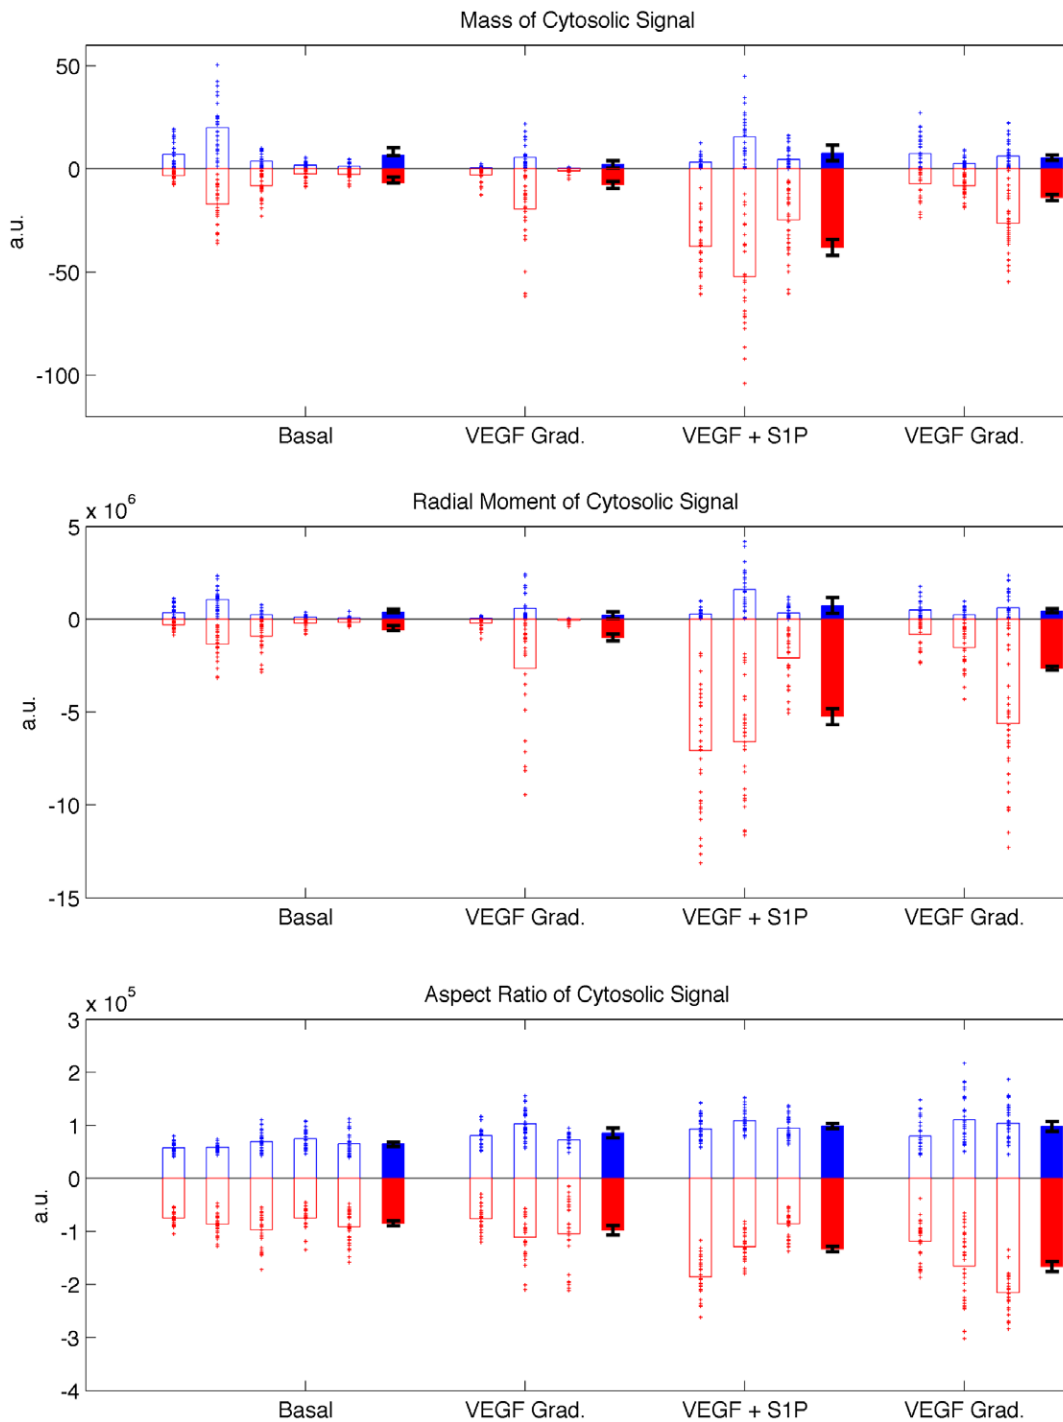 Mass of Cytosolic Signal
50
0
-50
-100
a.u.
Basal VEGF Grad. VEGF + S1P VEGF Grad.
x 10^6
Radial Moment of Cytosolic Signal
5
0
-5
-10
-15
a.u.
Basal VEGF Grad. VEGF + S1P VEGF Grad.
x 10^5
Aspect Ratio of Cytosolic Signal
3
2
1
0
-1
-2
-3
-4
a.u.
Basal VEGF Grad. VEGF + S1P VEGF Grad.